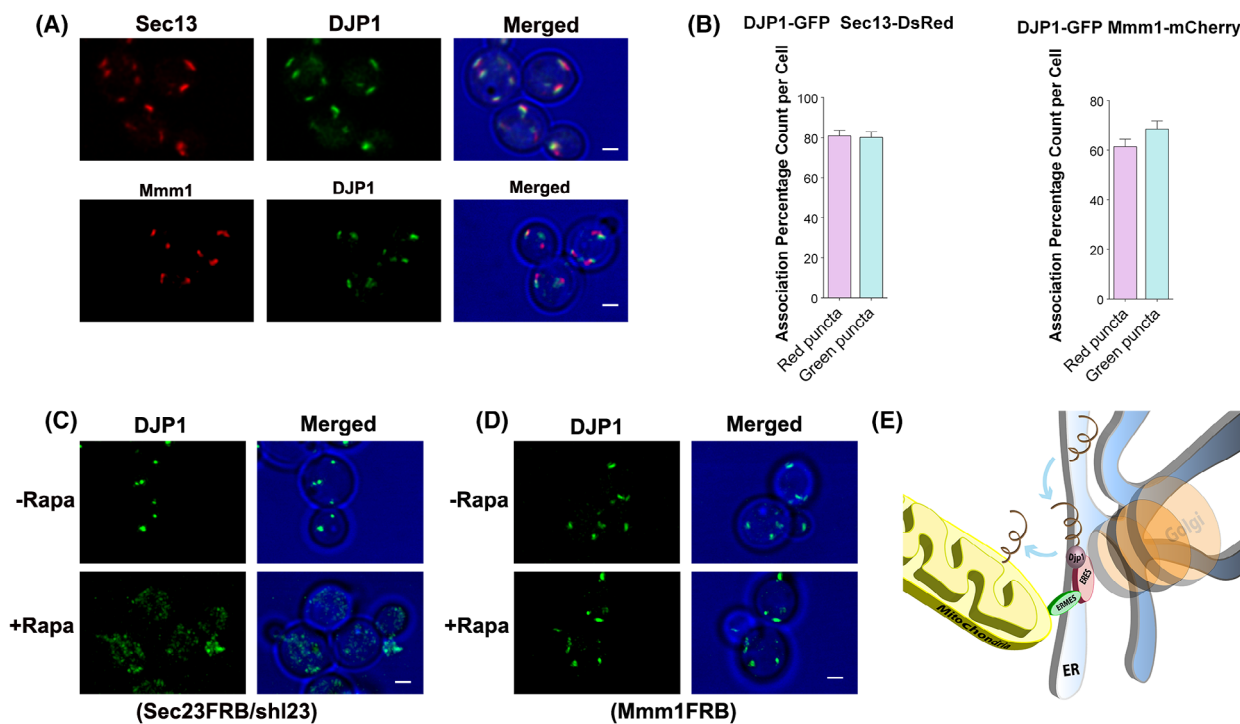 (A)
Sec13
DJP1
Merged
Mmm1
DJP1
Merged
(B)
DJP1-GFP Sec13-DsRed
Association Percentage Count per Cell
100
80
60
40
20
0
Red puncta
Green puncta
DJP1-GFP Mmm1-mCherry
Association Percentage Count per Cell
80
60
40
20
0
Red puncta
Green puncta
(C)
DJP1
Merged
-Rapa
+Rapa
(Sec23FRB/shl23)
(D)
DJP1
Merged
-Rapa
+Rapa
(Mmm1FRB)
(E)
Golgi
Djp1
ERES
ERMES
Mitochondria
ER